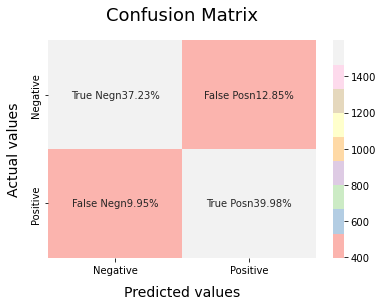 Confusion Matrix
Actual values
Negative
Positive
True Negn37.23%
False Posn12.85%
False Negn9.95%
True Posn39.98%
Negative
Positive
Predicted values
1400
1200
1000
800
600
400